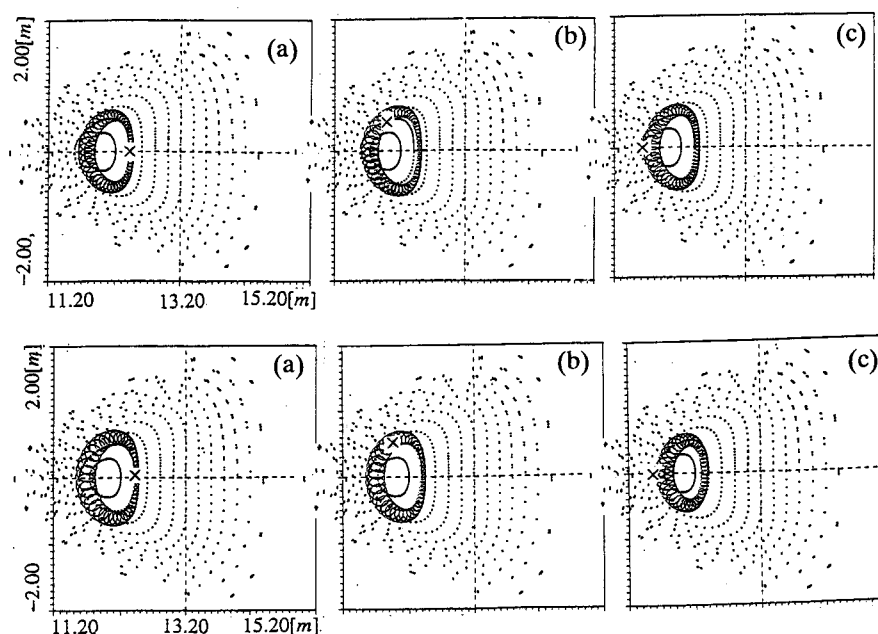 (a) (b) (c)
2.00[m]
-2.00,
11.20 13.20 15.20[m]
(a) (b) (c)
2.00[m]
-2.00
11.20 13.20 15.20[m]